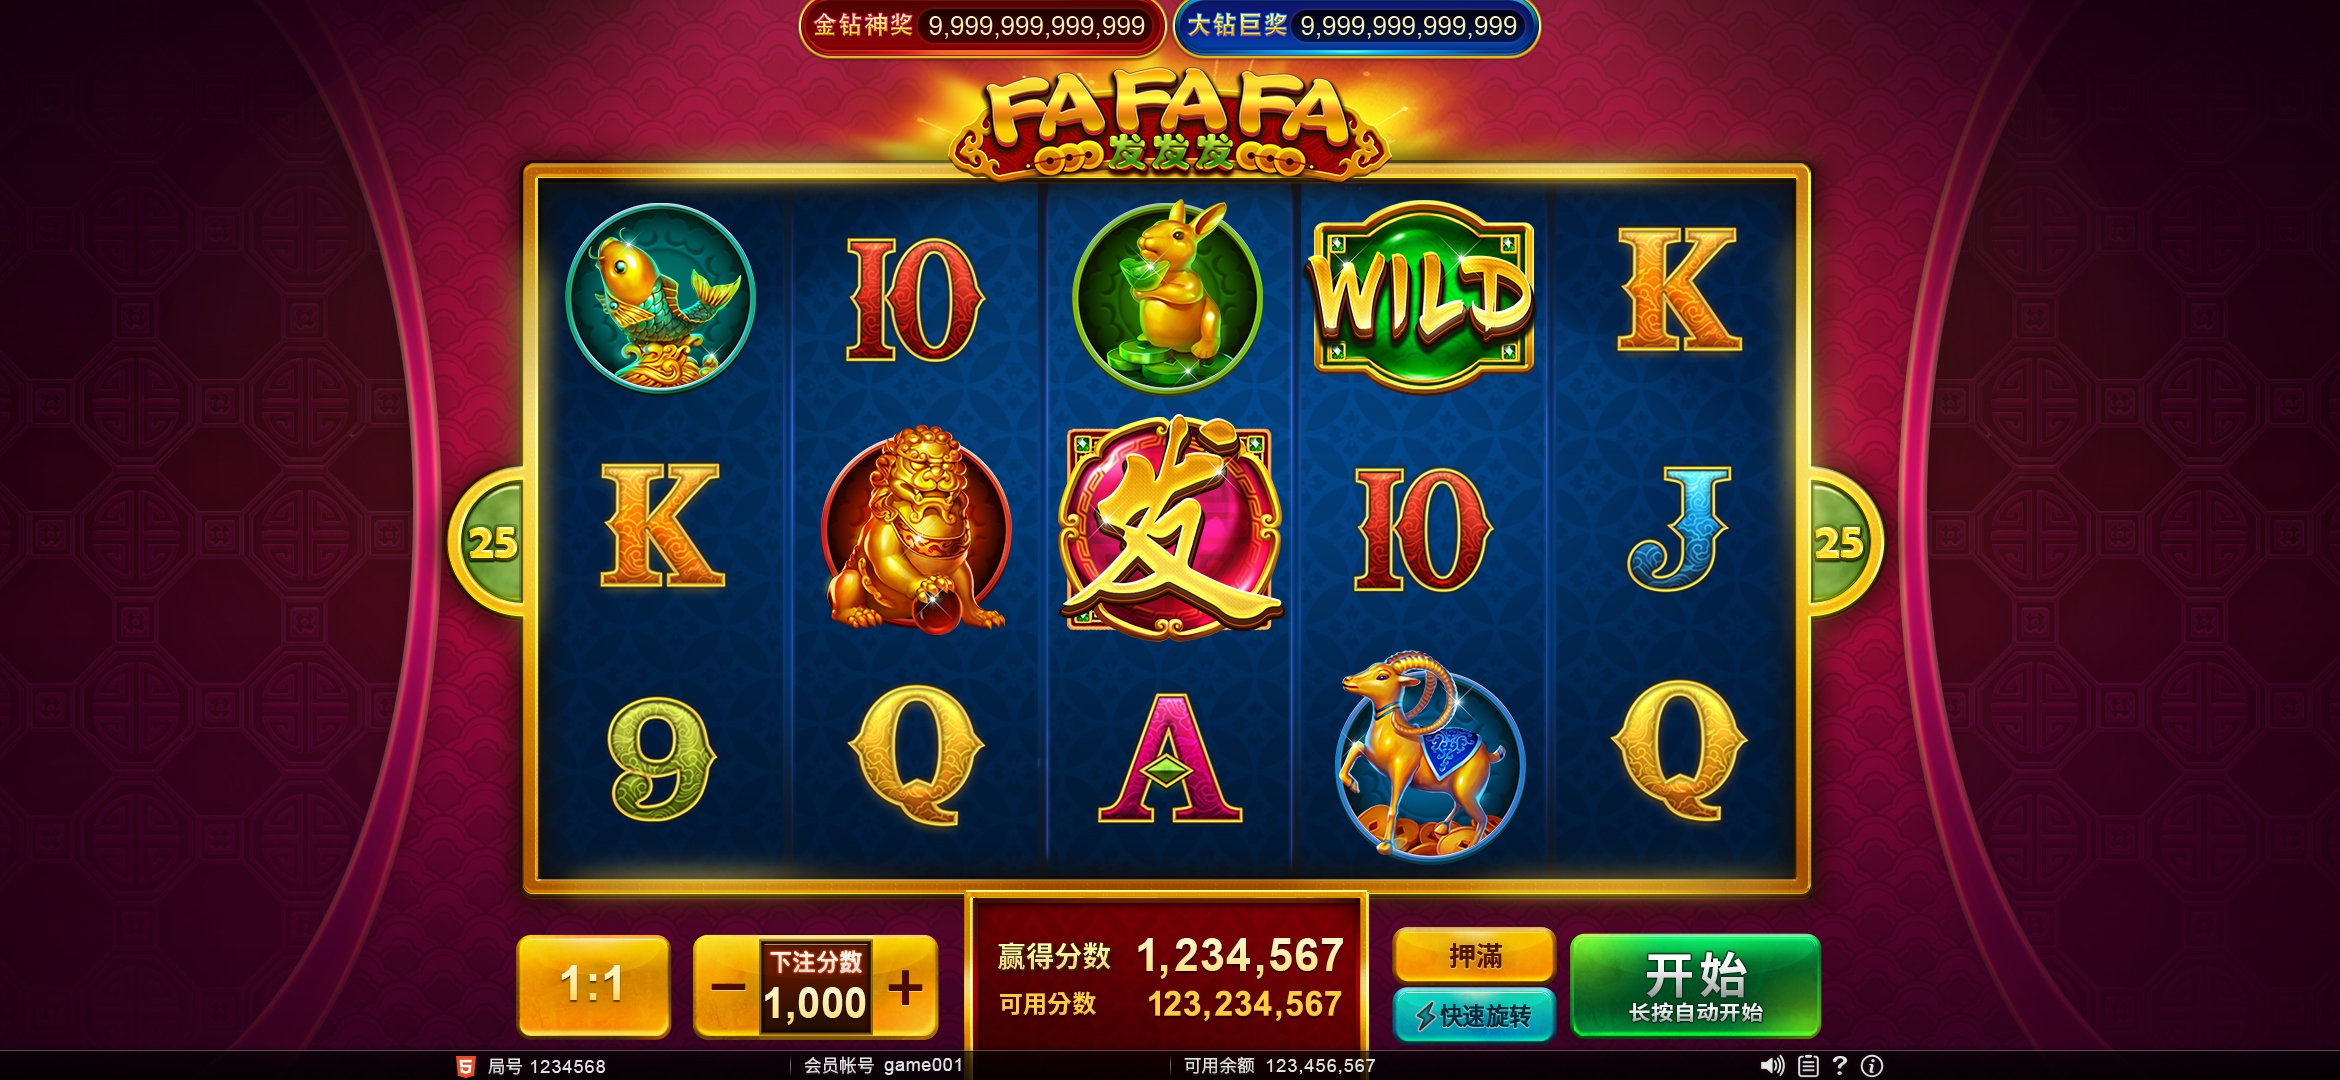 金钻神奖 9,999,999,999,999
大钻巨奖 9,999,999,999,999
FA FA FA
发发发
10
WILD
K
25
K
发
10
J
25
9
Q
A
Q
1:1
− 下注分数 +
1,000
赢得分数 1,234,567
可用分数 123,234,567
押满
快速旋转
开始
长按自动开始
5 局号 1234568
会员帐号 game001
可用余额 123,456,567
?
i